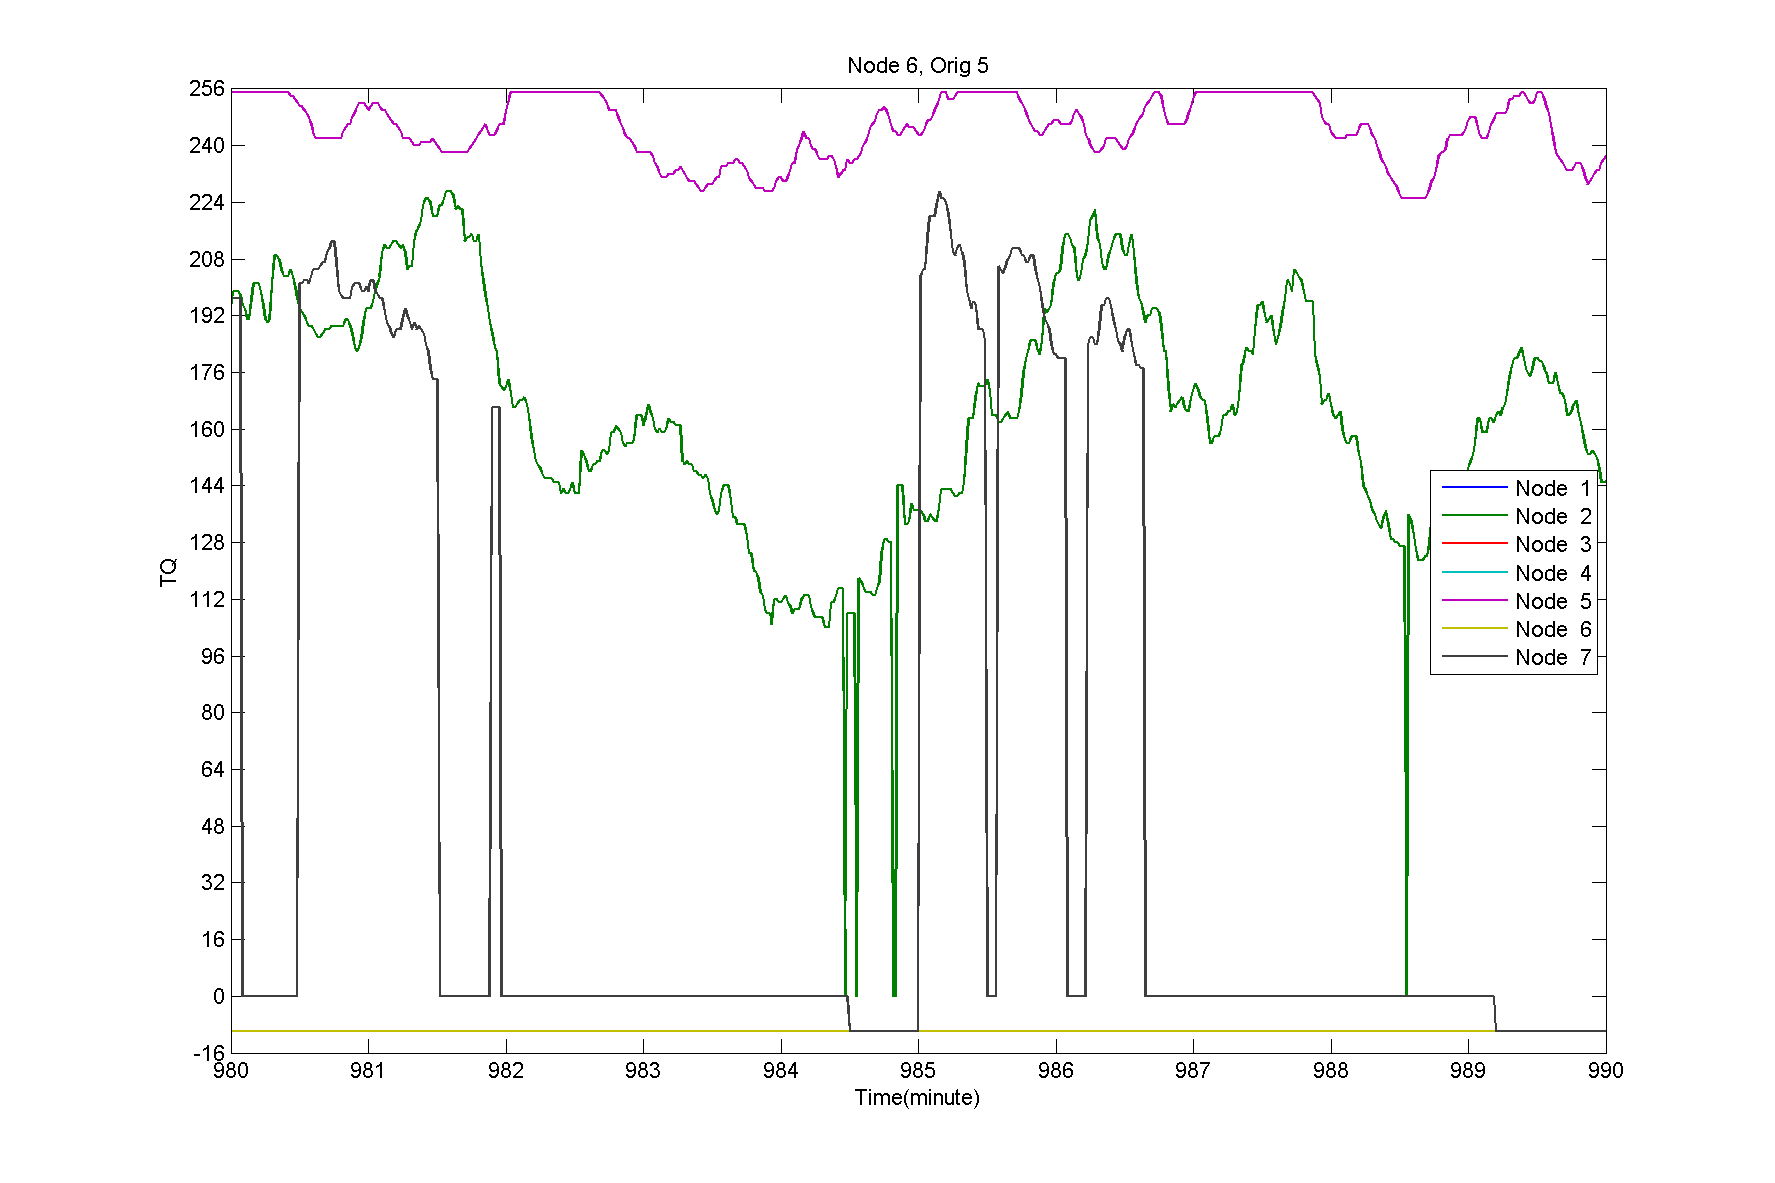 Node 6, Orig 5
256
240
224
208
192
176
160
144
128
112
96
80
64
48
32
16
0
-16
TQ
Node 1
Node 2
Node 3
Node 4
Node 5
Node 6
Node 7
980 981 982 983 984 985 986 987 988 989 990
Time(minute)